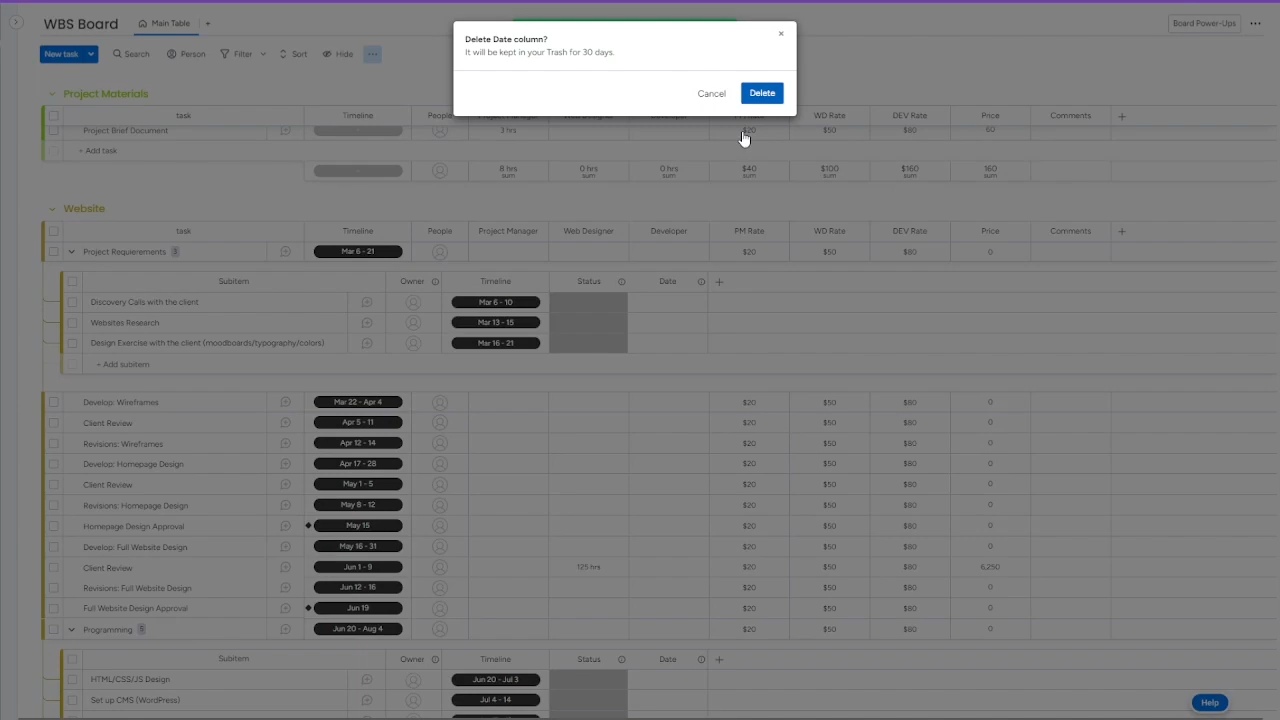 WBS Board
Main Table
+
Board Power-Ups
...
New task
Search
Person
Filter
Sort
Hide
...
Delete Date column?
It will be kept in your Trash for 30 days.
Cancel
Delete
Project Materials
task Timeline People Developer WD Rate DEV Rate Price Comments +
Project Brief Document - 3 hrs $20 $50 $80 60
+ Add task
- 8 hrs 0 hrs 0 hrs $40 $100 $160 160
sum sum sum sum sum sum sum
Website
task Timeline People Project Manager Web Designer Developer PM Rate WD Rate DEV Rate Price Comments +
Project Requierements 3 Mar 6 - 21 $20 $50 $80 0
Subitem Owner Timeline Status Date +
Discovery Calls with the client Mar 6 - 10
Websites Research Mar 13 - 15
Design Exercise with the client (moodboards/typography/colors) Mar 16 - 21
+ Add subitem
Develop: Wireframes Mar 22 - Apr 4 $20 $50 $80 0
Client Review Apr 5 - 11 $20 $50 $80 0
Revisions: Wireframes Apr 12 - 14 $20 $50 $80 0
Develop: Homepage Design Apr 17 - 28 $20 $50 $80 0
Client Review May 1 - 5 $20 $50 $80 0
Revisions: Homepage Design May 8 - 12 $20 $50 $80 0
Homepage Design Approval May 15 $20 $50 $80 0
Develop: Full Website Design May 16 - 31 $20 $50 $80 0
Client Review Jun 1 - 9 125 hrs $20 $50 $80 6,250
Revisions: Full Website Design Jun 12 - 16 $20 $50 $80 0
Full Website Design Approval Jun 19 $20 $50 $80 0
Programming 5 Jun 20 - Aug 4 $20 $50 $80 0
Subitem Owner Timeline Status Date +
HTML/CSS/JS Design Jun 20 - Jul 3
Set up CMS (WordPress) Jul 4 - 14
Help